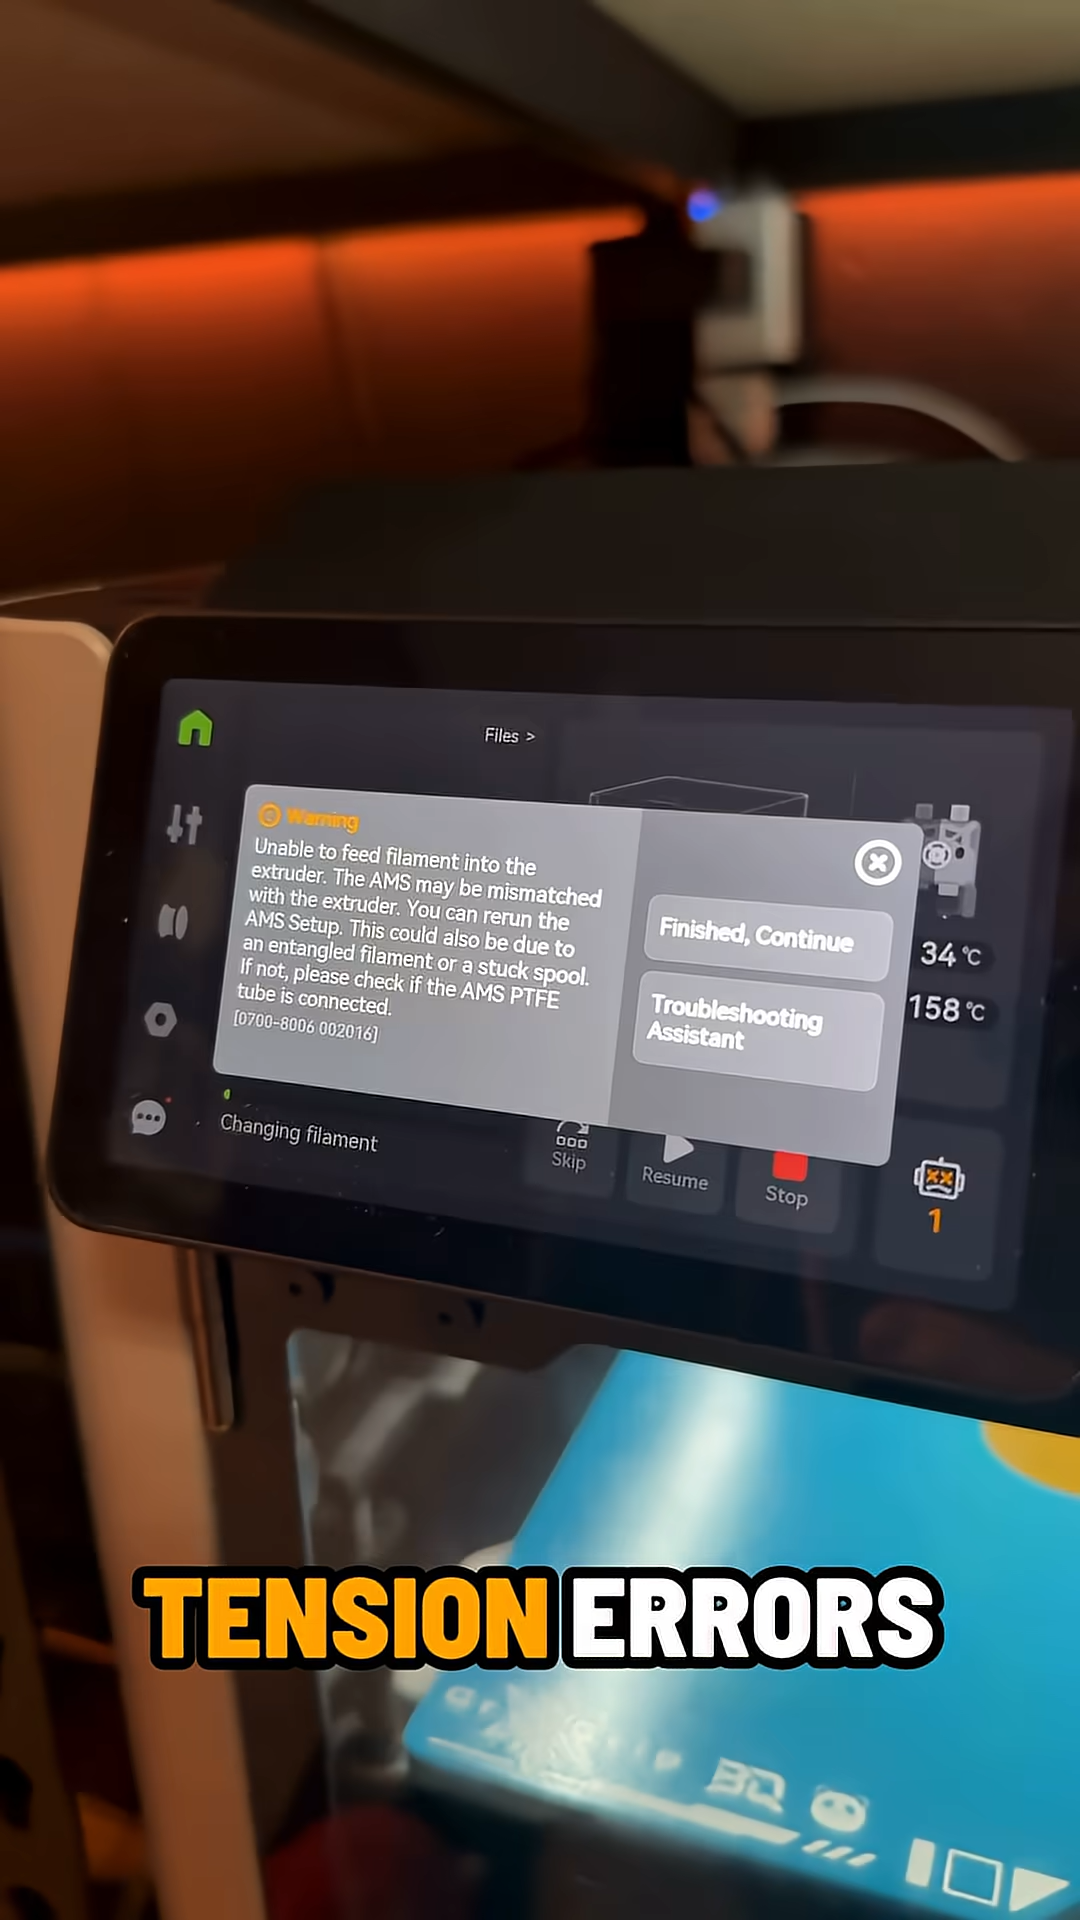 Files >
Warning
Unable to feed filament into the
extruder. The AMS may be mismatched
with the extruder. You can rerun the
AMS Setup. This could also be due to
an entangled filament or a stuck spool.
If not, please check if the AMS PTFE
tube is connected.
[0700-8006 002016]
Finished, Continue
Troubleshooting
Assistant
34°C
158°C
Changing filament
Skip
Resume
Stop
1
TENSION ERRORS
BQ